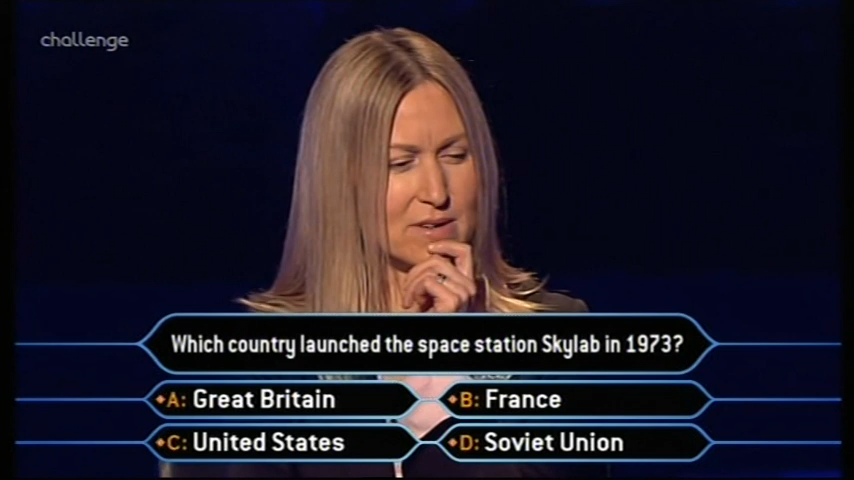 challenge
Which country launched the space station Skylab in 1973?
A: Great Britain
B: France
C: United States
D: Soviet Union